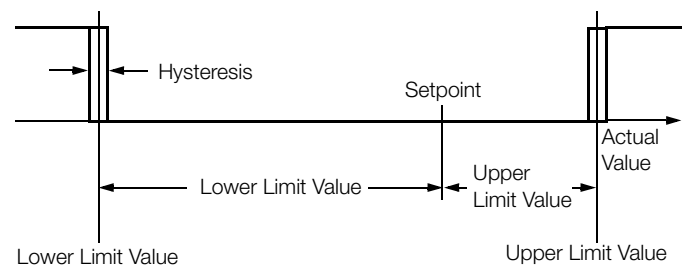 Hysteresis
Setpoint
Actual
Value
Lower Limit Value
Upper
Limit Value
Lower Limit Value
Upper Limit Value